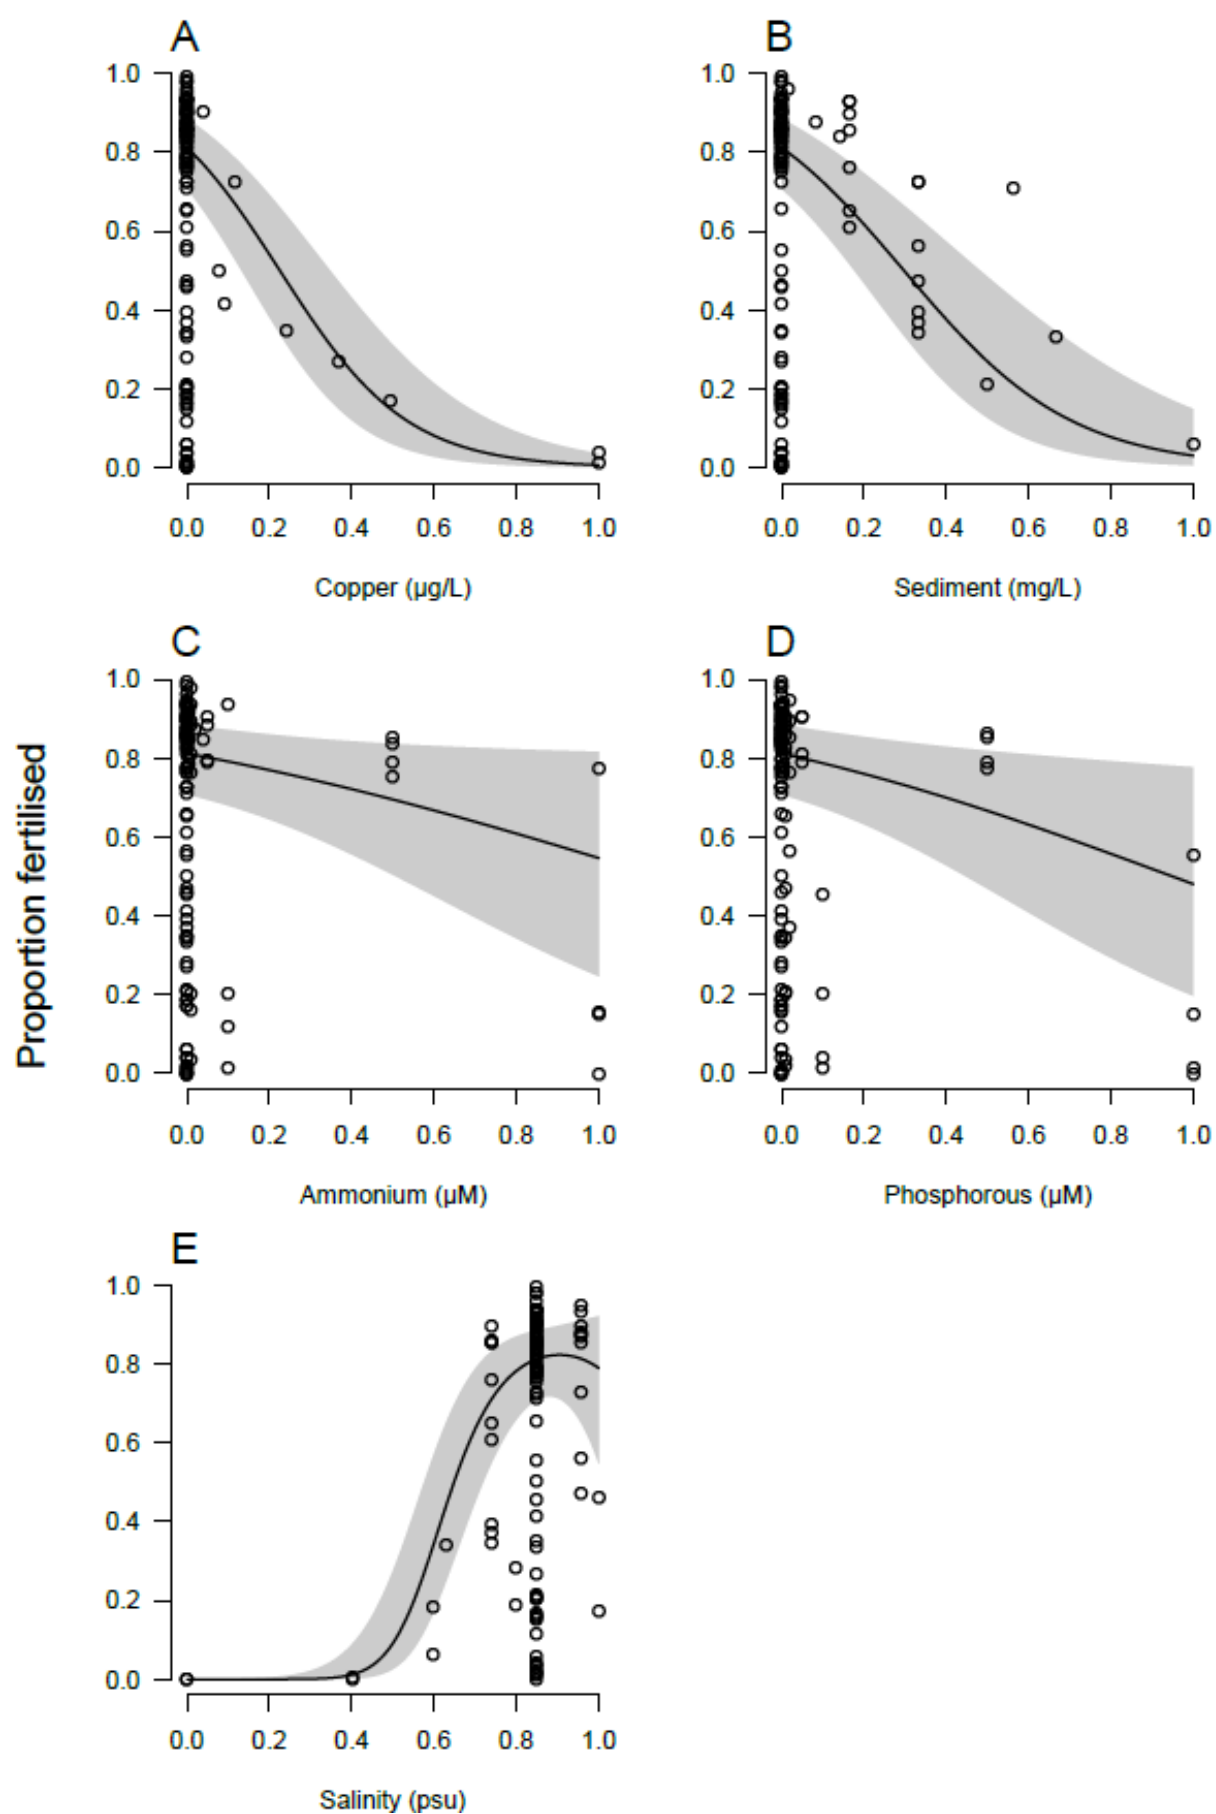 A
1.0
0.8
0.6
0.4
0.2
0.0
0.0 0.2 0.4 0.6 0.8 1.0
Copper (µg/L)
B
1.0
0.8
0.6
0.4
0.2
0.0
0.0 0.2 0.4 0.6 0.8 1.0
Sediment (mg/L)
Proportion fertilised
C
1.0
0.8
0.6
0.4
0.2
0.0
0.0 0.2 0.4 0.6 0.8 1.0
Ammonium (µM)
D
1.0
0.8
0.6
0.4
0.2
0.0
0.0 0.2 0.4 0.6 0.8 1.0
Phosphorous (µM)
E
1.0
0.8
0.6
0.4
0.2
0.0
0.0 0.2 0.4 0.6 0.8 1.0
Salinity (psu)